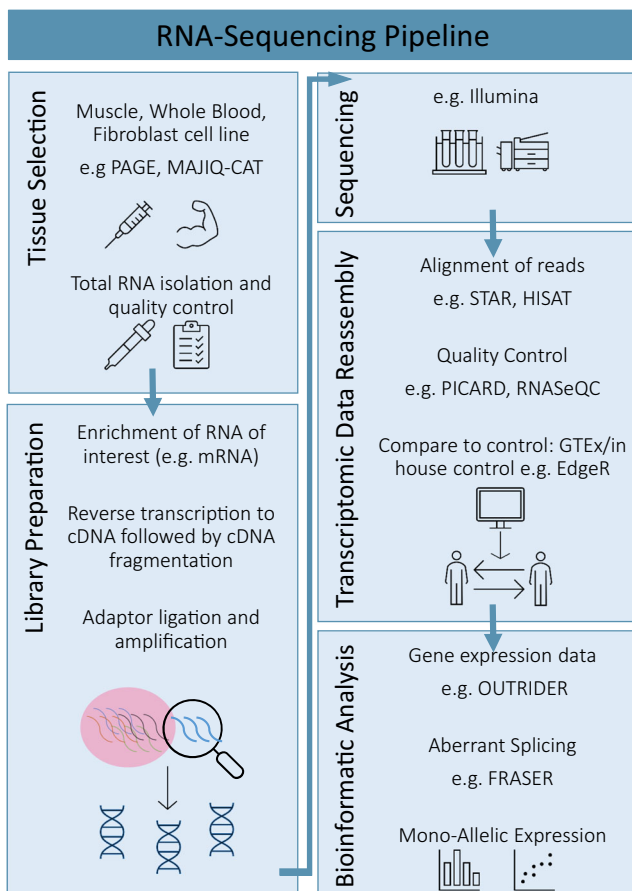 RNA-Sequencing Pipeline
Tissue Selection
Muscle, Whole Blood,
Fibroblast cell line
e.g PAGE, MAJIQ-CAT
Total RNA isolation and
quality control
Library Preparation
Enrichment of RNA of
interest (e.g. mRNA)
Reverse transcription to
cDNA followed by cDNA
fragmentation
Adaptor ligation and
amplification
Sequencing
e.g. Illumina
Transcriptomic Data Reassembly
Alignment of reads
e.g. STAR, HISAT
Quality Control
e.g. PICARD, RNASeQC
Compare to control: GTEx/in
house control e.g. EdgeR
Bioinformatic Analysis
Gene expression data
e.g. OUTRIDER
Aberrant Splicing
e.g. FRASER
Mono-Allelic Expression